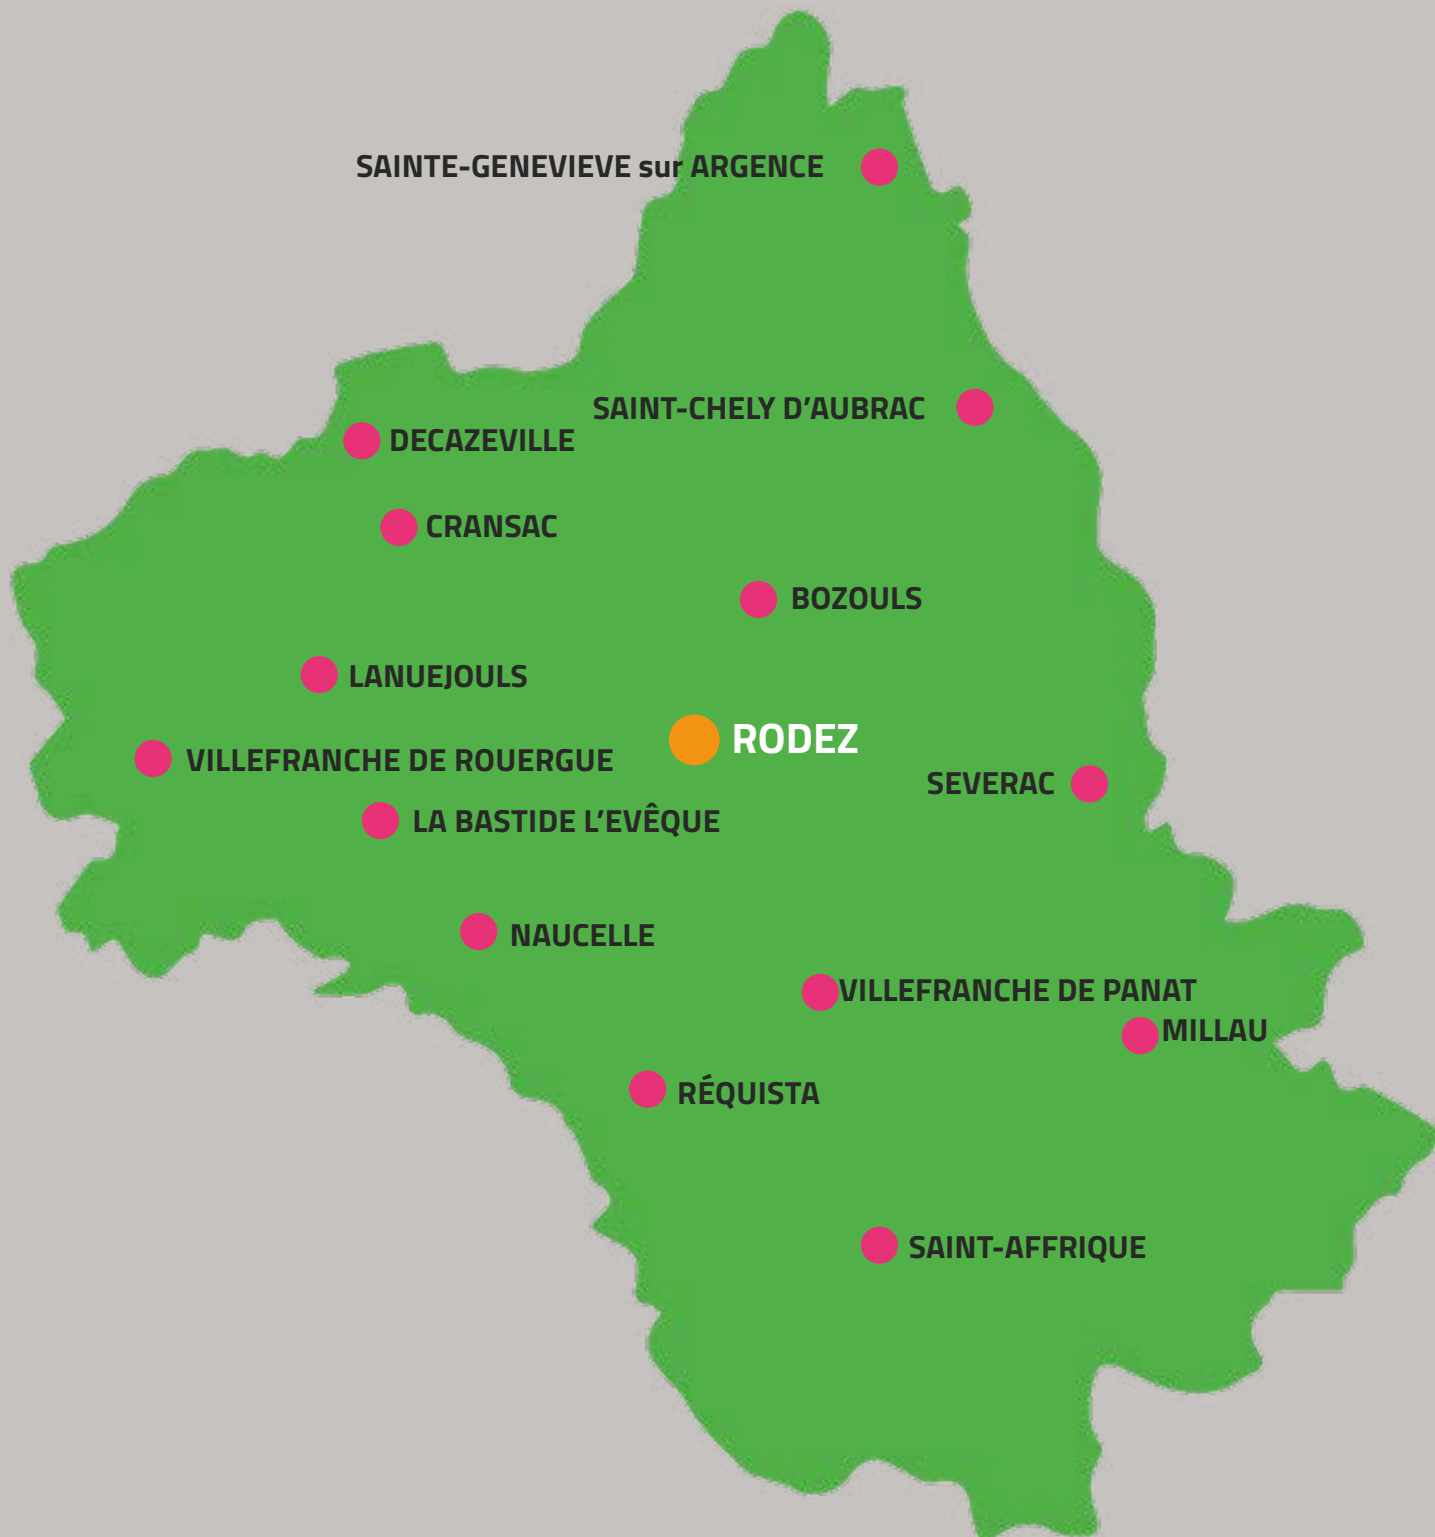 SAINTE-GENEVIEVE sur ARGENCE
SAINT-CHELY D’AUBRAC
DECAZEVILLE
CRANSAC
BOZOULS
LANUEJOULS
RODEZ
VILLEFRANCHE DE ROUERGUE
SEVERAC
LA BASTIDE L’EVÊQUE
NAUCELLE
VILLEFRANCHE DE PANAT
MILLAU
RÉQUISTA
SAINT-AFFRIQUE